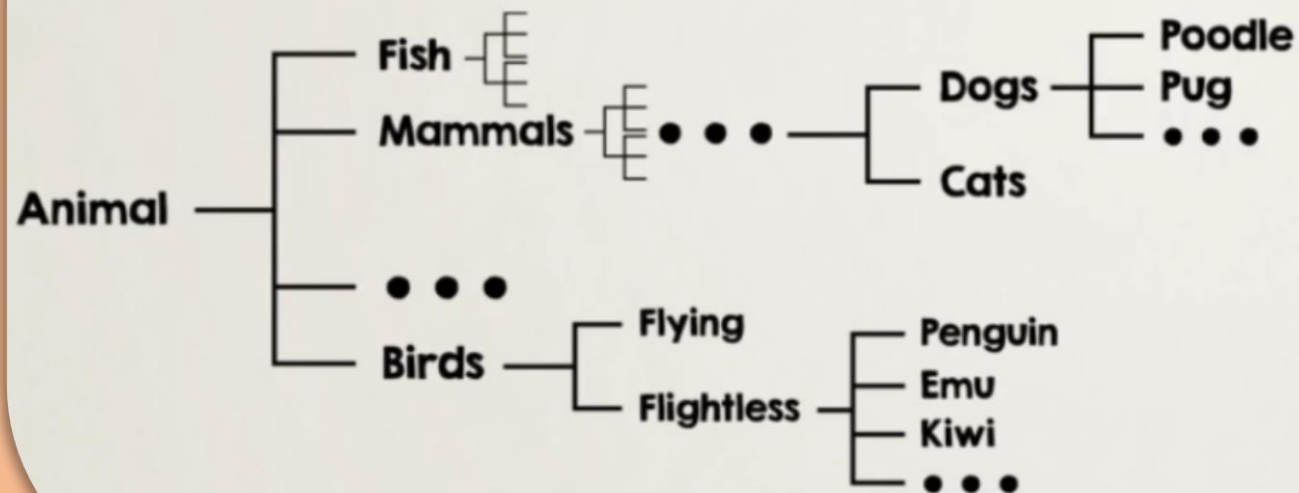 Animal
Fish
Mammals
● ● ●
Birds
● ● ●
Dogs
Cats
Poodle
Pug
● ● ●
Flying
Flightless
Penguin
Emu
Kiwi
● ● ●